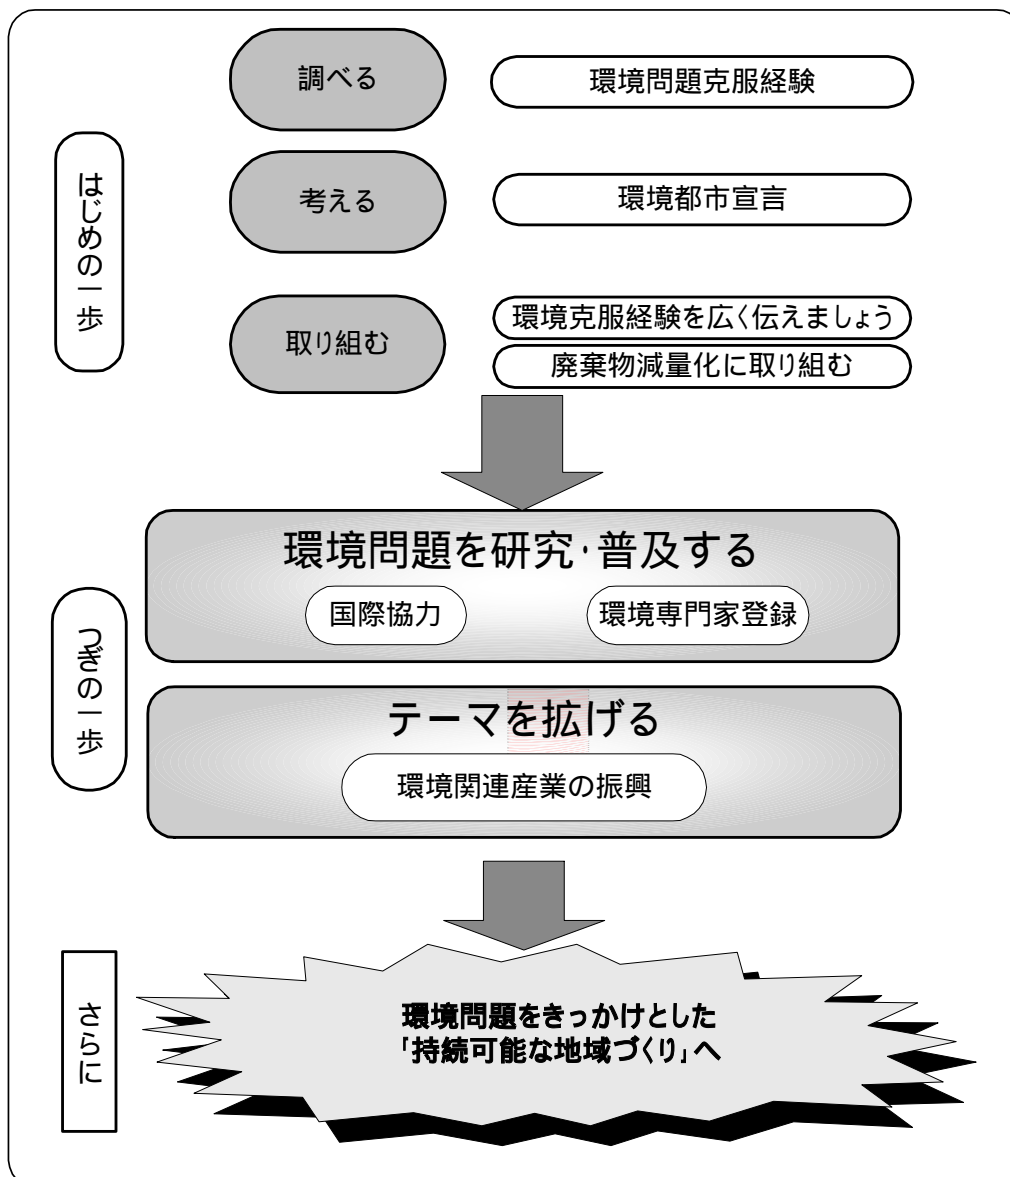 はじめの一歩
調べる
環境問題克服経験
考える
環境都市宣言
取り組む
環境克服経験を広く伝えましょう
廃棄物減量化に取り組む
つぎの一歩
環境問題を研究・普及する
国際協力
環境専門家登録
テーマを拡げる
環境関連産業の振興
さらに
環境問題をきっかけとした
「持続可能な地域づくり」へ